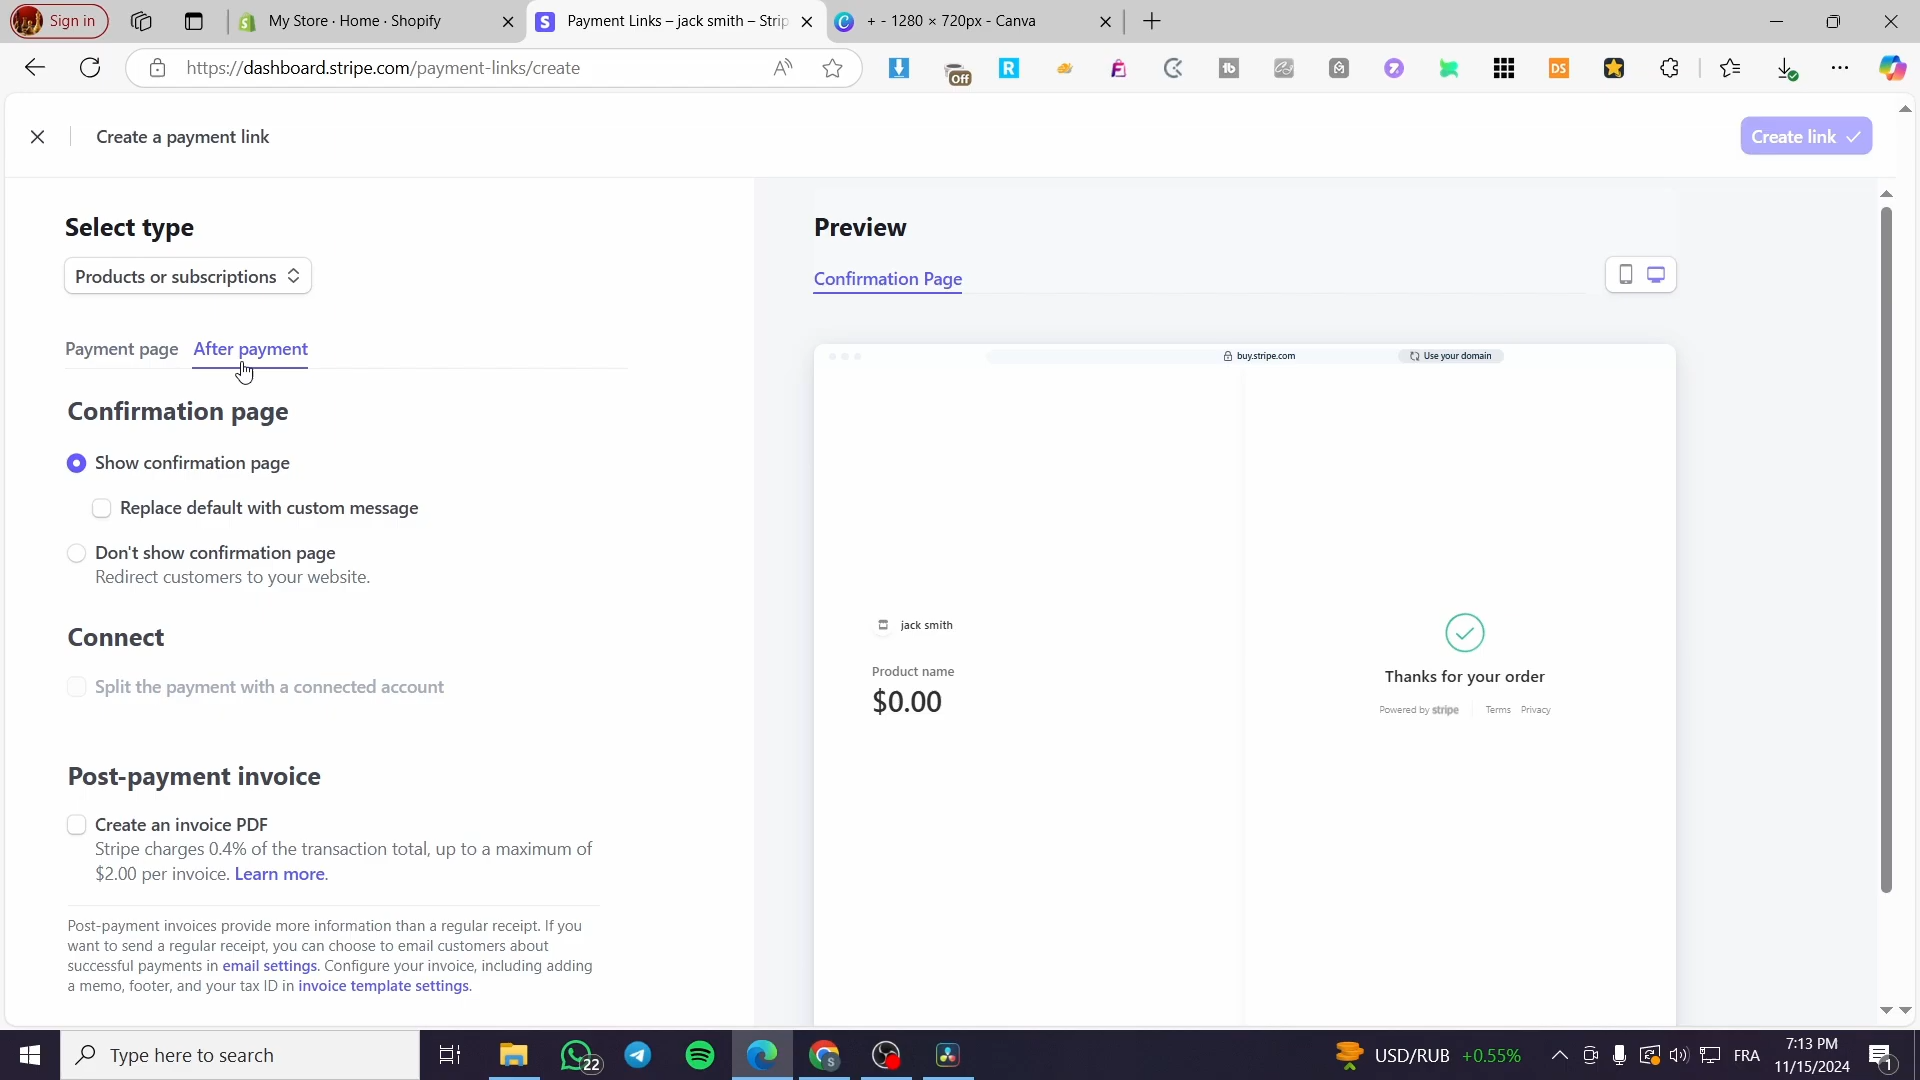 Sign in
My Store · Home · Shopify
Payment Links – jack smith – Strip
+ - 1280 × 720px - Canva
https://dashboard.stripe.com/payment-links/create
Off
DS
Create a payment link
Create link
Select type
Products or subscriptions
Payment page
After payment
Confirmation page
Show confirmation page
Replace default with custom message
Don't show confirmation page
Redirect customers to your website.
Connect
Split the payment with a connected account
Post-payment invoice
Create an invoice PDF
Stripe charges 0.4% of the transaction total, up to a maximum of
$2.00 per invoice. Learn more.
Post-payment invoices provide more information than a regular receipt. If you
want to send a regular receipt, you can choose to email customers about
successful payments in email settings. Configure your invoice, including adding
a memo, footer, and your tax ID in invoice template settings.
Preview
Confirmation Page
buy.stripe.com
Use your domain
jack smith
Product name
$0.00
Thanks for your order
Powered by stripe
Terms Privacy
Type here to search
22
USD/RUB +0.55%
FRA
7:13 PM
11/15/2024
1